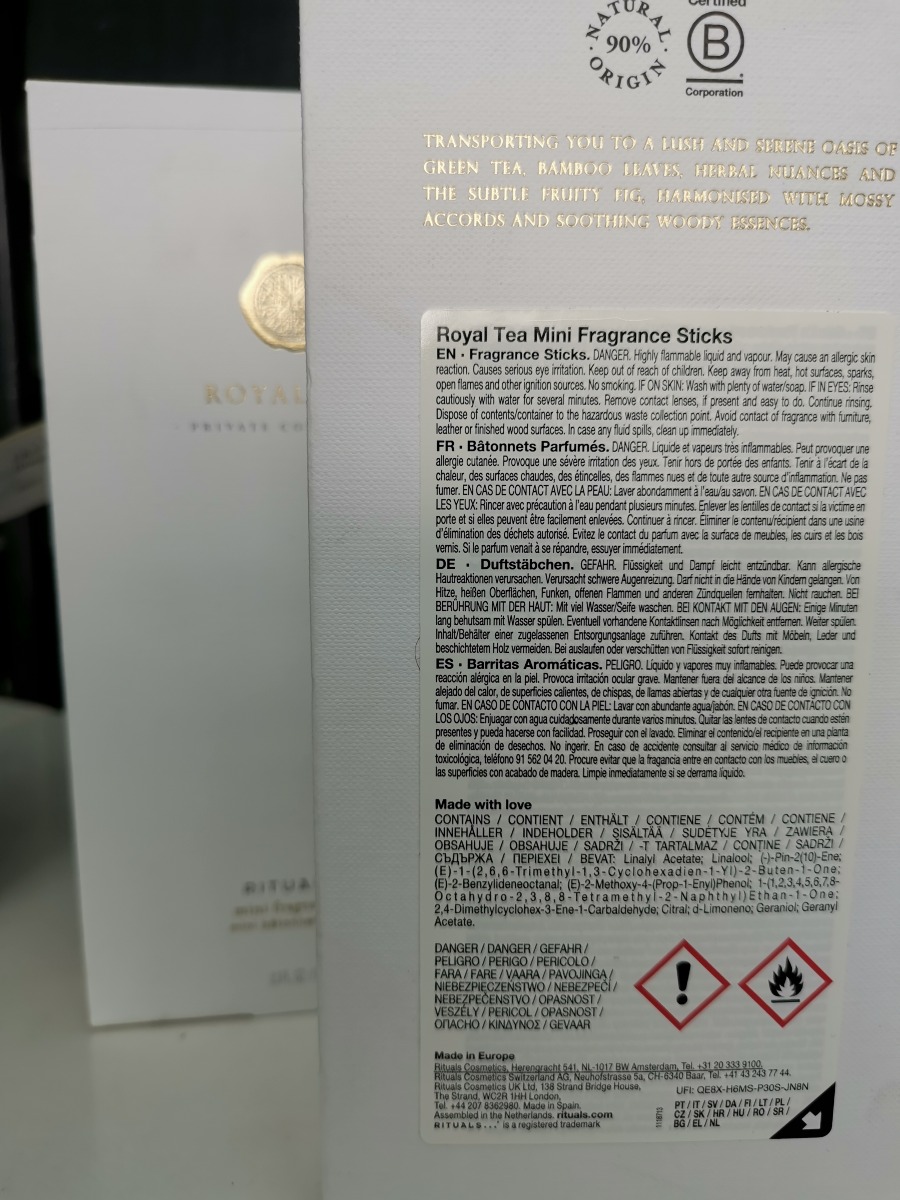 NATURAL
90%
ORIGIN
Certified
B
Corporation
TRANSPORTING YOU TO A LUSH AND SERENE OASIS OF
GREEN TEA, BAMBOO LEAVES, HERBAL NUANCES AND
THE SUBTLE FRUITY FIG, HARMONISED WITH MOSSY
ACCORDS AND SOOTHING WOODY ESSENCES.
ROYAL
PRIVATE CO
Royal Tea Mini Fragrance Sticks
EN · Fragrance Sticks. DANGER. Highly flammable liquid and vapour. May cause an allergic skin
reaction. Causes serious eye irritation. Keep out of reach of children. Keep away from heat, hot surfaces, sparks,
open flames and other ignition sources. No smoking. IF ON SKIN: Wash with plenty of water/soap. IF IN EYES: Rinse
cautiously with water for several minutes. Remove contact lenses, if present and easy to do. Continue rinsing.
Dispose of contents/container to the hazardous waste collection point. Avoid contact of fragrance with furniture,
leather or finished wood surfaces. In case any fluid spills, clean up immediately.
FR · Bâtonnets Parfumés. DANGER. Liquide et vapeurs très inflammables. Peut provoquer une
allergie cutanée. Provoque une sévère irritation des yeux. Tenir hors de portée des enfants. Tenir à l'écart de la
chaleur, des surfaces chaudes, des étincelles, des flammes nues et de toute autre source d'inflammation. Ne pas
fumer. EN CAS DE CONTACT AVEC LA PEAU: Laver abondamment à l'eau/au savon. EN CAS DE CONTACT AVEC
LES YEUX: Rincer avec précaution à l'eau pendant plusieurs minutes. Enlever les lentilles de contact si la victime en
porte et si elles peuvent être facilement enlevées. Continuer à rincer. Éliminer le contenu/récipient dans une usine
d'élimination des déchets autorisé. Evitez le contact du parfum avec la surface de meubles, les cuirs et les bois
vernis. Si le parfum venait à se répandre, essuyer immédiatement.
DE · Duftstäbchen. GEFAHR. Flüssigkeit und Dampf leicht entzündbar. Kann allergische
Hautreaktionen verursachen. Verursacht schwere Augenreizung. Darf nicht in die Hände von Kindern gelangen. Von
Hitze, heißen Oberflächen, Funken, offenen Flammen und anderen Zündquellen fernhalten. Nicht rauchen. BEI
BERÜHRUNG MIT DER HAUT: Mit viel Wasser/Seife waschen. BEI KONTAKT MIT DEN AUGEN: Einige Minuten
lang behutsam mit Wasser spülen. Eventuell vorhandene Kontaktlinsen nach Möglichkeit entfernen. Weiter spülen.
Inhalt/Behälter einer zugelassenen Entsorgungsanlage zuführen. Kontakt des Dufts mit Möbeln, Leder und
beschichtetem Holz vermeiden. Bei auslaufen oder verschütten von Flüssigkeit sofort reinigen.
ES · Barritas Aromáticas. PELIGRO. Líquido y vapores muy inflamables. Puede provocar una
reacción alérgica en la piel. Provoca irritación ocular grave. Mantener fuera del alcance de los niños. Mantener
alejado del calor, de superficies calientes, de chispas, de llamas abiertas y de cualquier otra fuente de ignición. No
fumar. EN CASO DE CONTACTO CON LA PIEL: Lavar con abundante agua/jabón. EN CASO DE CONTACTO CON
LOS OJOS: Enjuagar con agua cuidadosamente durante varios minutos. Quitar las lentes de contacto cuando estén
presentes y pueda hacerse con facilidad. Proseguir con el lavado. Eliminar el contenido/el recipiente en una planta
de eliminación de desechos. No ingerir. En caso de accidente consultar al servicio médico de información
toxicológica, teléfono 91 562 04 20. Procure evitar que la fragancia entre en contacto con los muebles, el cuero o
las superficies con acabado de madera. Limpie inmediatamente si se derrama líquido.
Made with love
CONTAINS / CONTIENT / ENTHÄLT / CONTIENE / CONTÉM / CONTIENE /
INNEHÅLLER / INDEHOLDER / SISÄLTÄÄ / SUDĖTYJE YRA / ZAWIERA /
OBSAHUJE / OBSAHUJE / SADRŽI / -T TARTALMAZ / CONȚINE / SADRŽI /
СЪДЪРЖА / ΠΕΡΙΕΧΕΙ / BEVAT: Linalyl Acetate; Linalool; (-)-Pin-2(10)-Ene;
(E)-1-(2,6,6-Trimethyl-1,3-Cyclohexadien-1-Yl)-2-Buten-1-One;
(E)-2-Benzylideneoctanal; (E)-2-Methoxy-4-(Prop-1-Enyl)Phenol; 1-(1,2,3,4,5,6,7,8-
Octahydro-2,3,8,8-Tetramethyl-2-Naphthyl)Ethan-1-One;
2,4-Dimethylcyclohex-3-Ene-1-Carbaldehyde; Citral; d-Limonene; Geraniol; Geranyl
Acetate.
DANGER / DANGER / GEFAHR /
PELIGRO / PERIGO / PERICOLO /
FARA / FARE / VAARA / PAVOJINGA /
NIEBEZPIECZEŃSTWO / NEBEZPEČÍ /
NEBEZPEČENSTVO / OPASNOST /
VESZÉLY / PERICOL / OPASNOST /
ОПАСНО / ΚΙΝΔΥΝΟΣ / GEVAAR
Made in Europe
Rituals Cosmetics, Herengracht 541, NL-1017 BW Amsterdam, Tel. +31 20 333 9100.
Rituals Cosmetics Switzerland AG, Neuhofstrasse 5a, CH-6340 Baar, Tel. +41 43 243 77 44.
Rituals Cosmetics UK Ltd, 138 Strand Bridge House,
The Strand, WC2R 1HH London,
Tel. +44 207 8362980. Made in Spain.
Assembled in the Netherlands. rituals.com
RITUALS... ® is a registered trademark
UFI: QE8X-H6MS-P30S-JN8N
PT / IT / SV / DA / FI / LT / PL /
CZ / SK / HR / HU / RO / SR /
BG / EL / NL